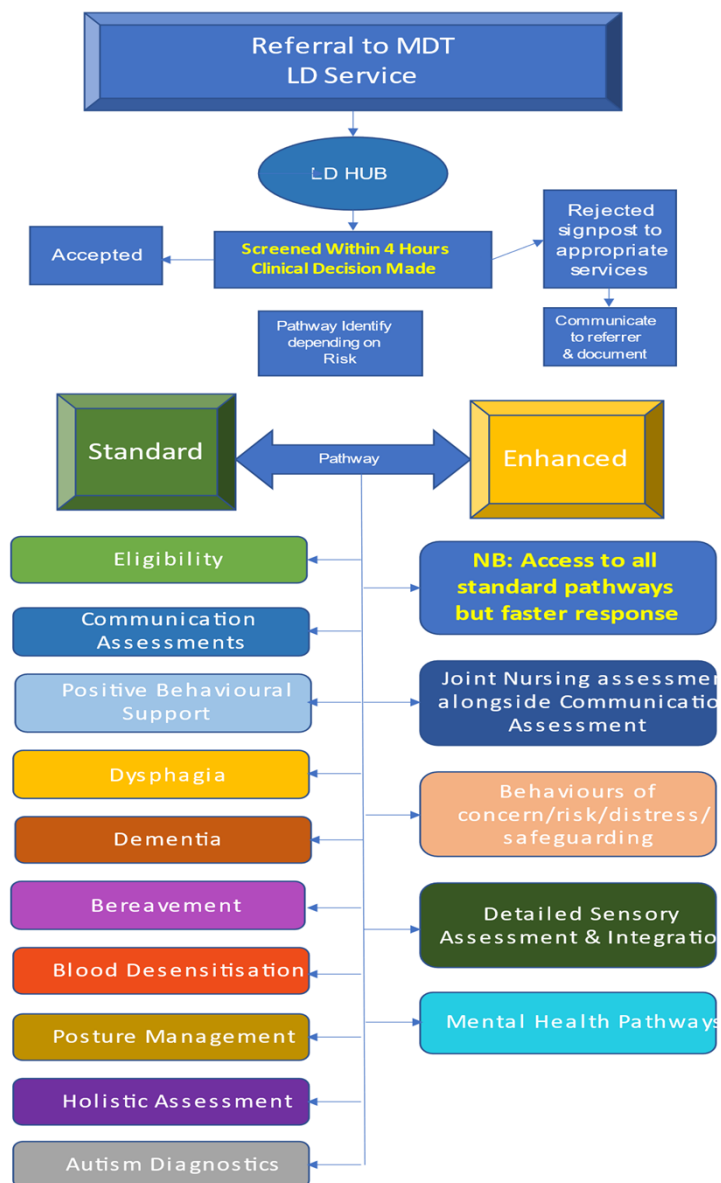 Referral to MDT
LD Service
LD HUB
Accepted
Screened Within 4 Hours
Clinical Decision Made
Rejected
signpost to
appropriate
services
Pathway Identify
depending on
Risk
Communicate
to referrer
& document
Standard
Pathway
Enhanced
Eligibility
Communication
Assessments
Positive Behavioural
Support
Dysphagia
Dementia
Bereavement
Blood Desensitisation
Posture Management
Holistic Assessment
Autism Diagnostics
NB: Access to all
standard pathways
but faster response
Joint Nursing assessmen
alongside Communicatio
Assessment
Behaviours of
concern/risk/distress/
safeguarding
Detailed Sensory
Assessment & Integratio
Mental Health Pathways